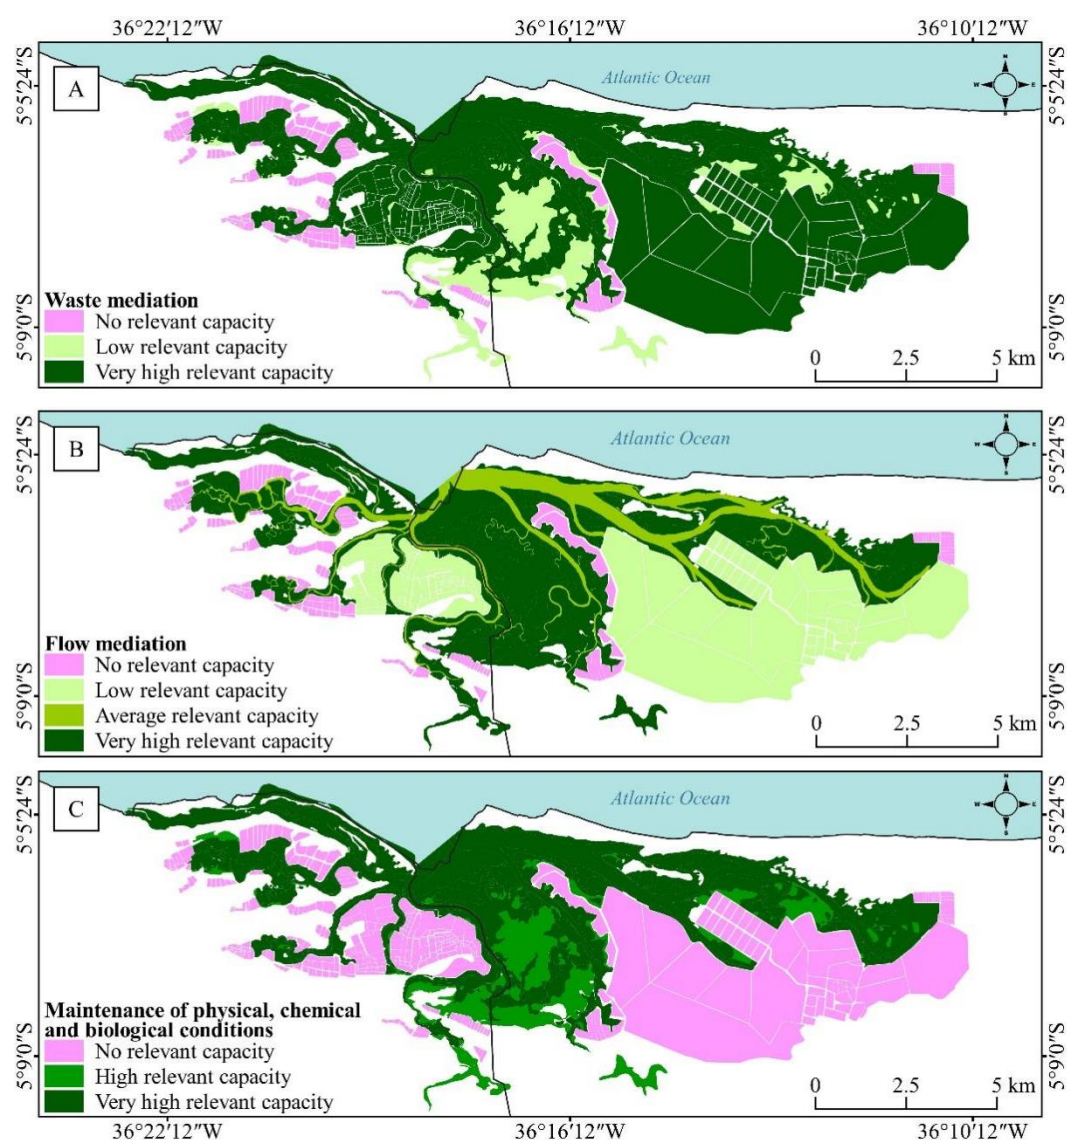 36°22'12"W 36°16'12"W 36°10'12"W
A
Atlantic Ocean
N
W E
S
5°5'24"S 5°5'24"S
Waste mediation
No relevant capacity
Low relevant capacity
Very high relevant capacity
5°9'0"S 5°9'0"S
0 2.5 5 km
B
Atlantic Ocean
N
W E
S
5°5'24"S 5°5'24"S
Flow mediation
No relevant capacity
Low relevant capacity
Average relevant capacity
Very high relevant capacity
5°9'0"S 5°9'0"S
0 2.5 5 km
C
Atlantic Ocean
N
W E
S
5°5'24"S 5°5'24"S
Maintenance of physical, chemical
and biological conditions
No relevant capacity
High relevant capacity
Very high relevant capacity
5°9'0"S 5°9'0"S
0 2.5 5 km
36°22'12"W 36°16'12"W 36°10'12"W